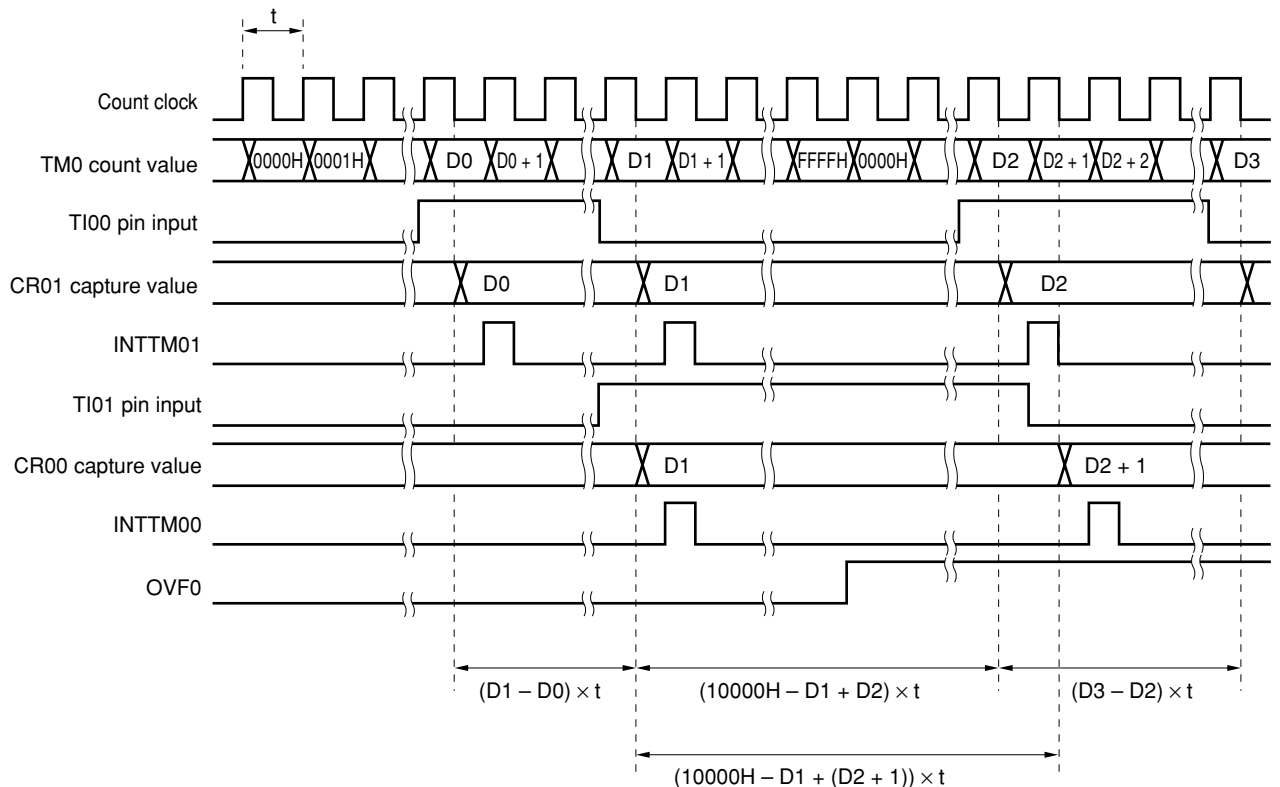 t
Count clock
TM0 count value 0000H 0001H D0 D0 + 1 D1 D1 + 1 FFFFH 0000H D2 D2 + 1 D2 + 2 D3
TI00 pin input
CR01 capture value D0 D1 D2
INTTM01
TI01 pin input
CR00 capture value D1 D2 + 1
INTTM00
OVF0
(D1 – D0) × t (10000H – D1 + D2) × t (D3 – D2) × t
(10000H – D1 + (D2 + 1)) × t